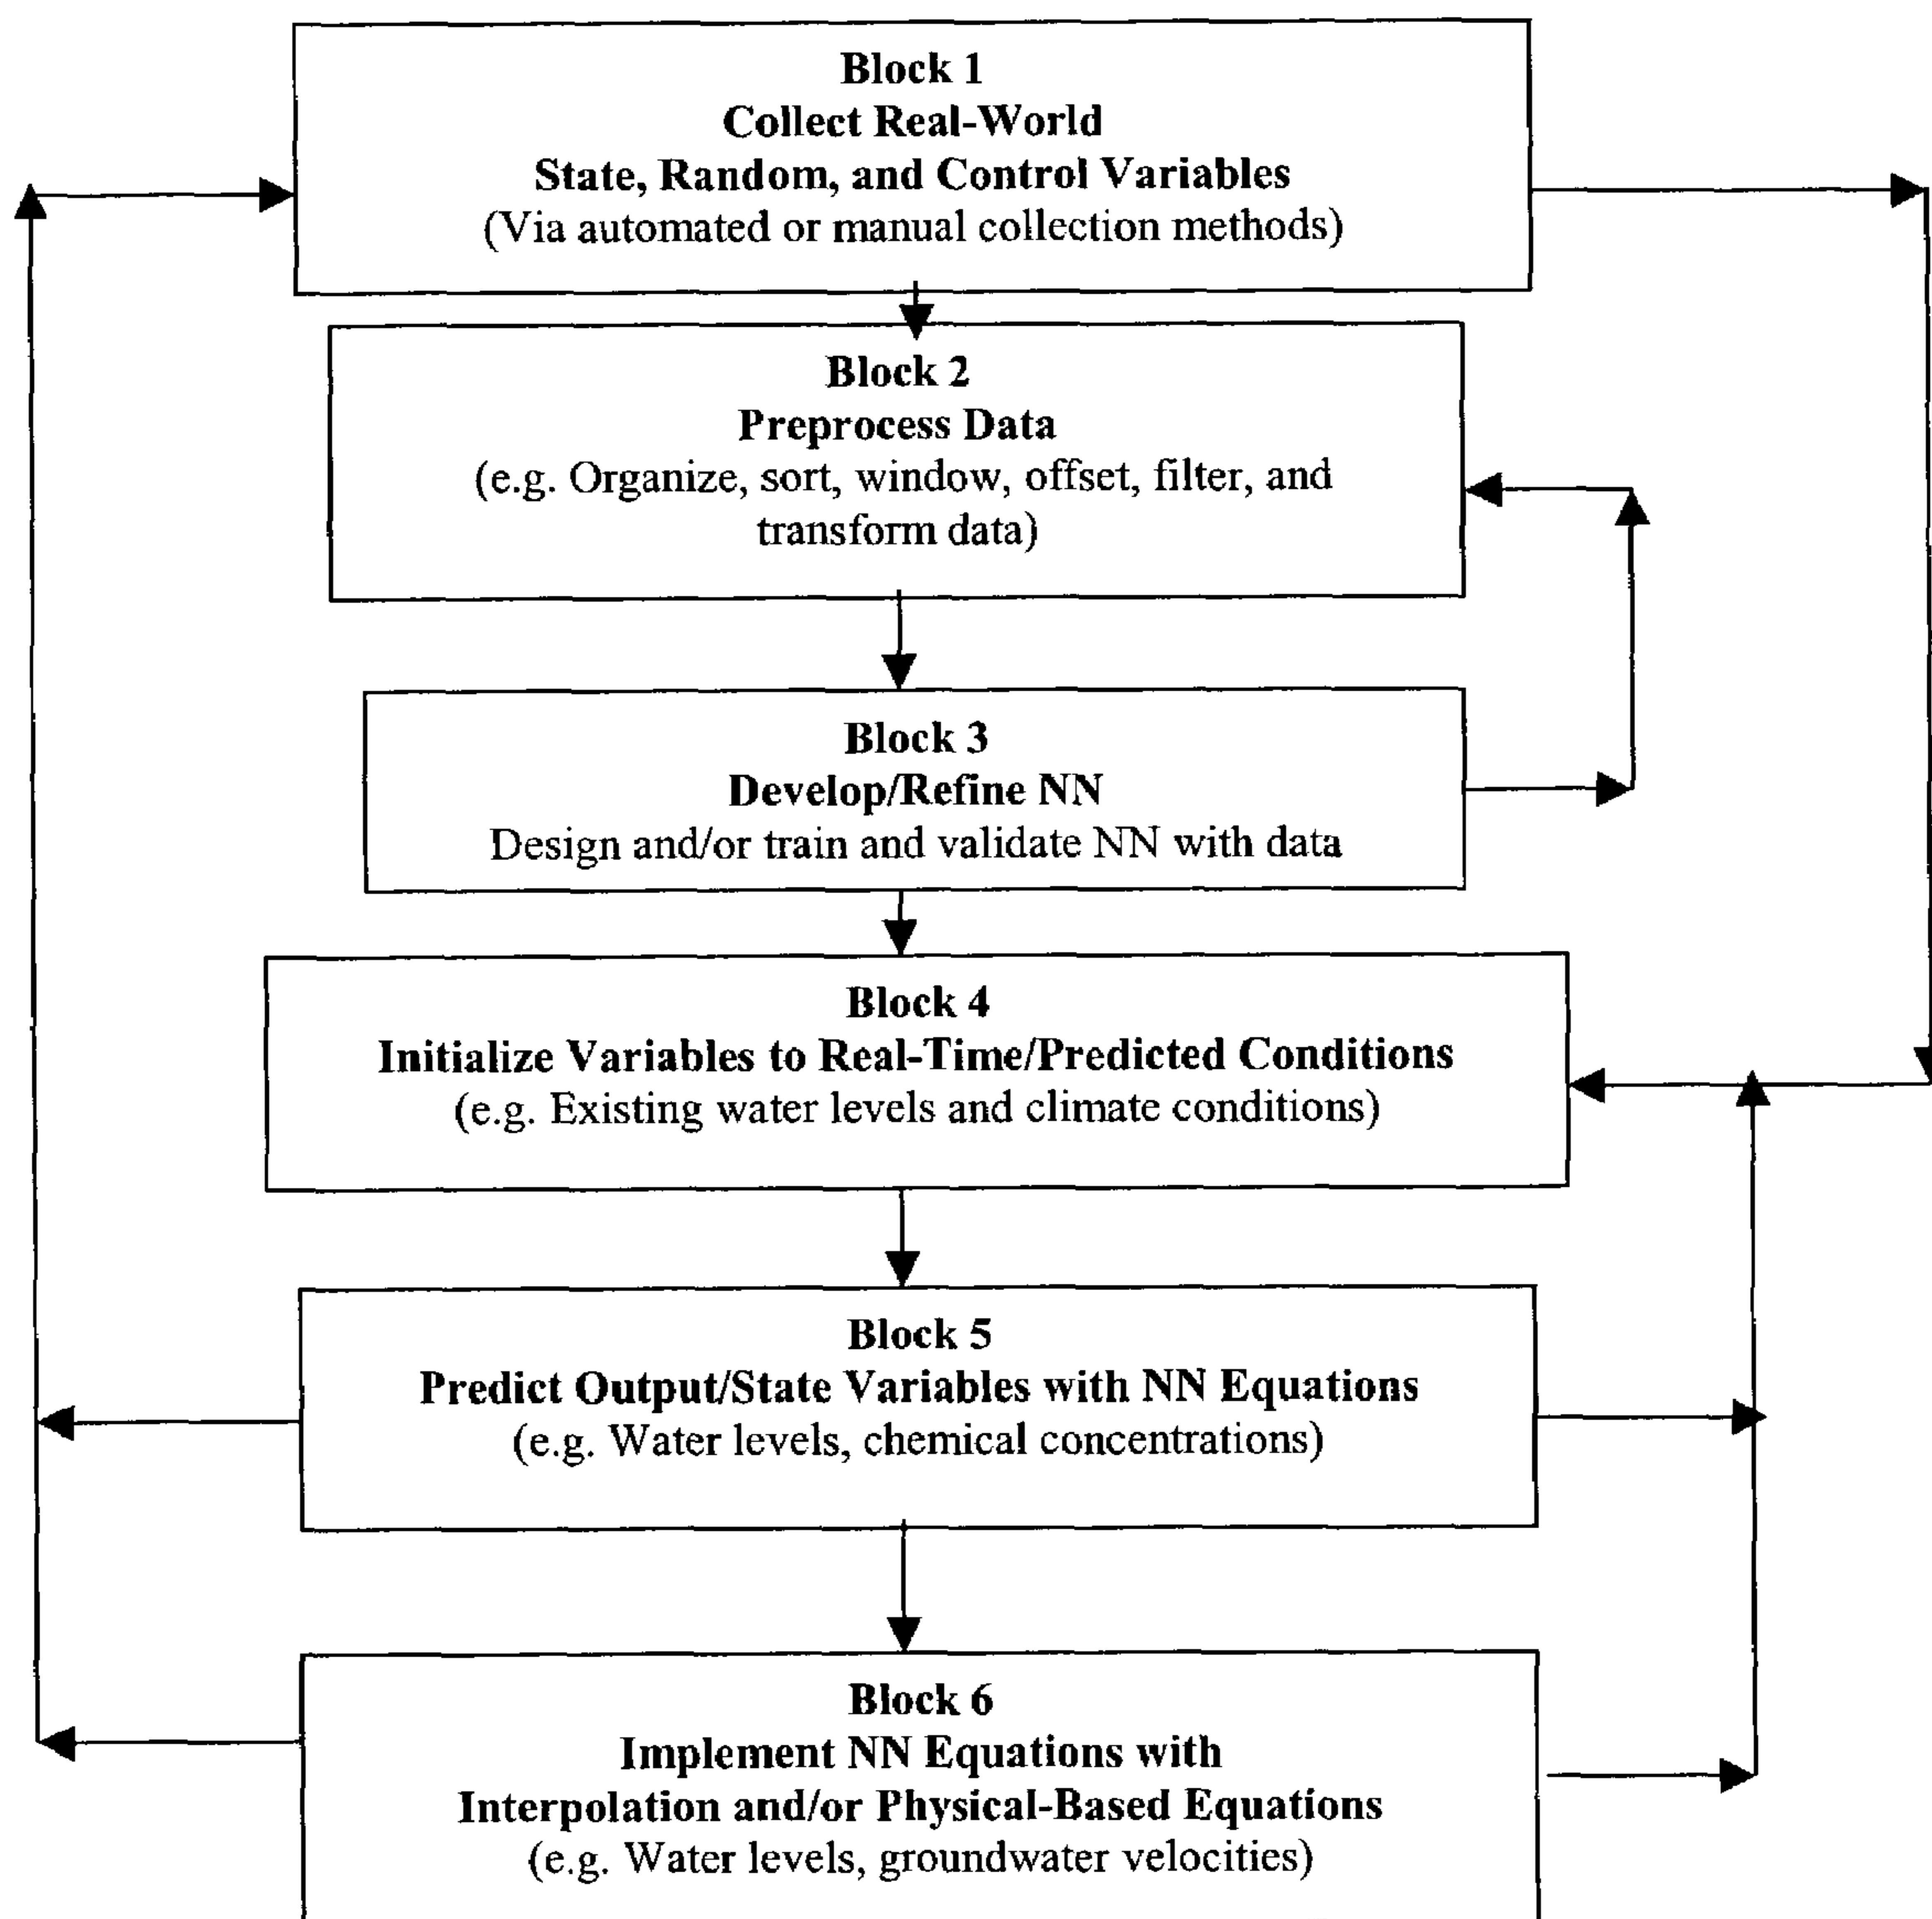 Block 1
Collect Real-World
State, Random, and Control Variables
(Via automated or manual collection methods)
Block 2
Preprocess Data
(e.g. Organize, sort, window, offset, filter, and
transform data)
Block 3
Develop/Refine NN
Design and/or train and validate NN with data
Block 4
Initialize Variables to Real-Time/Predicted Conditions
(e.g. Existing water levels and climate conditions)
Block 5
Predict Output/State Variables with NN Equations
(e.g. Water levels, chemical concentrations)
Block 6
Implement NN Equations with
Interpolation and/or Physical-Based Equations
(e.g. Water levels, groundwater velocities)